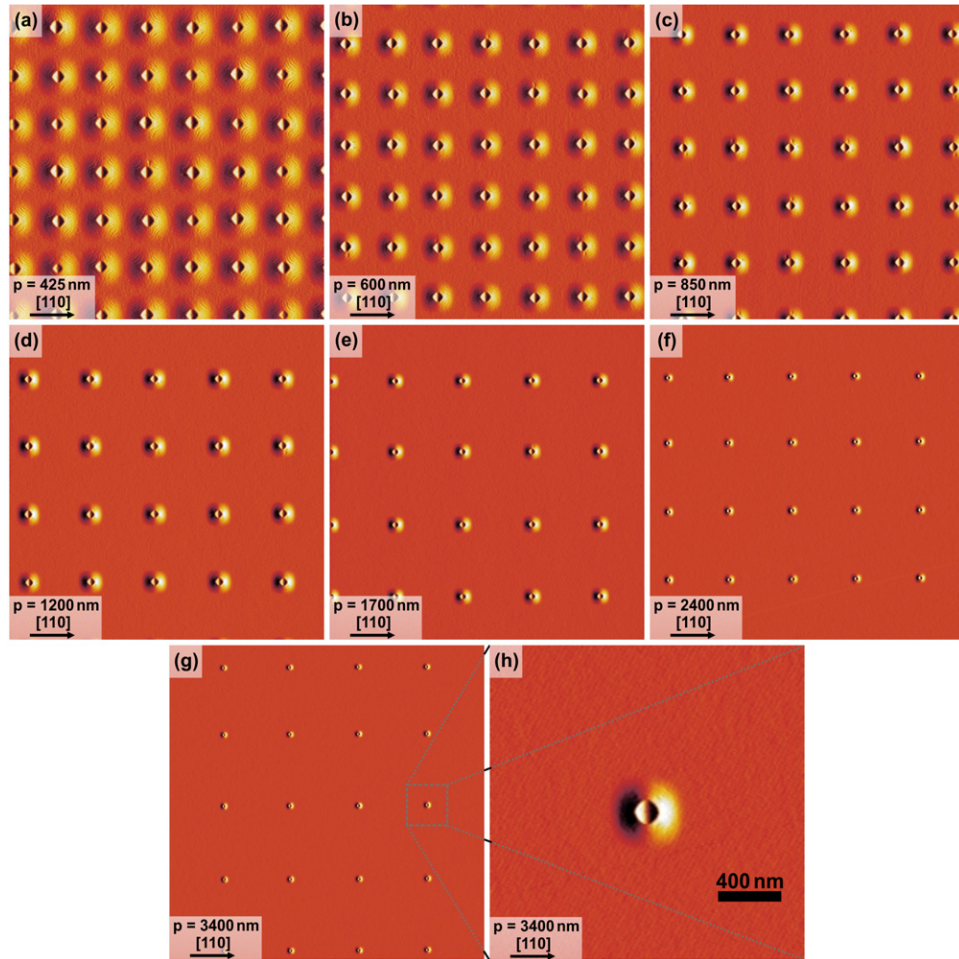 (a)
p = 425 nm
[110]
(b)
p = 600 nm
[110]
(c)
p = 850 nm
[110]
(d)
p = 1200 nm
[110]
(e)
p = 1700 nm
[110]
(f)
p = 2400 nm
[110]
(g)
p = 3400 nm
[110]
(h)
400 nm
p = 3400 nm
[110]